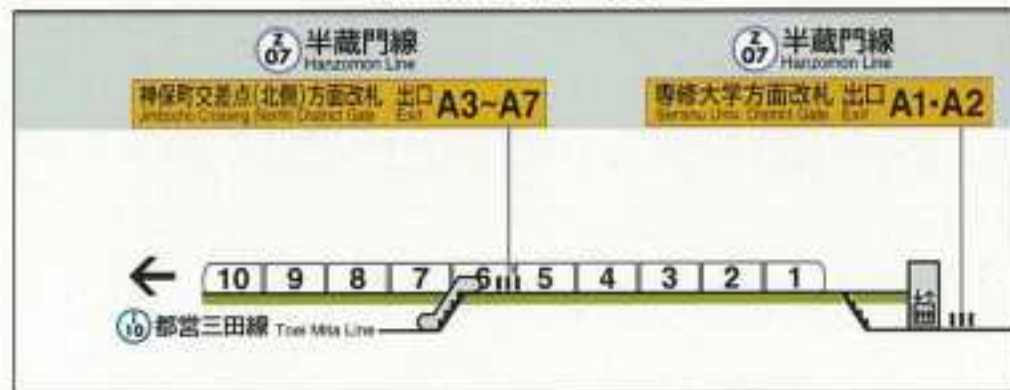 Z 07 半蔵門線
Hanzomon Line
神保町交差点(北側)方面改札 出口 A3~A7
Jimbocho Crossing North District Gate Exit
Z 07 半蔵門線
Hanzomon Line
専修大学方面改札 出口 A1・A2
Senshu Univ. District Gate Exit
← 10 9 8 7 6 5 4 3 2 1
I 10 都営三田線 Toei Mita Line